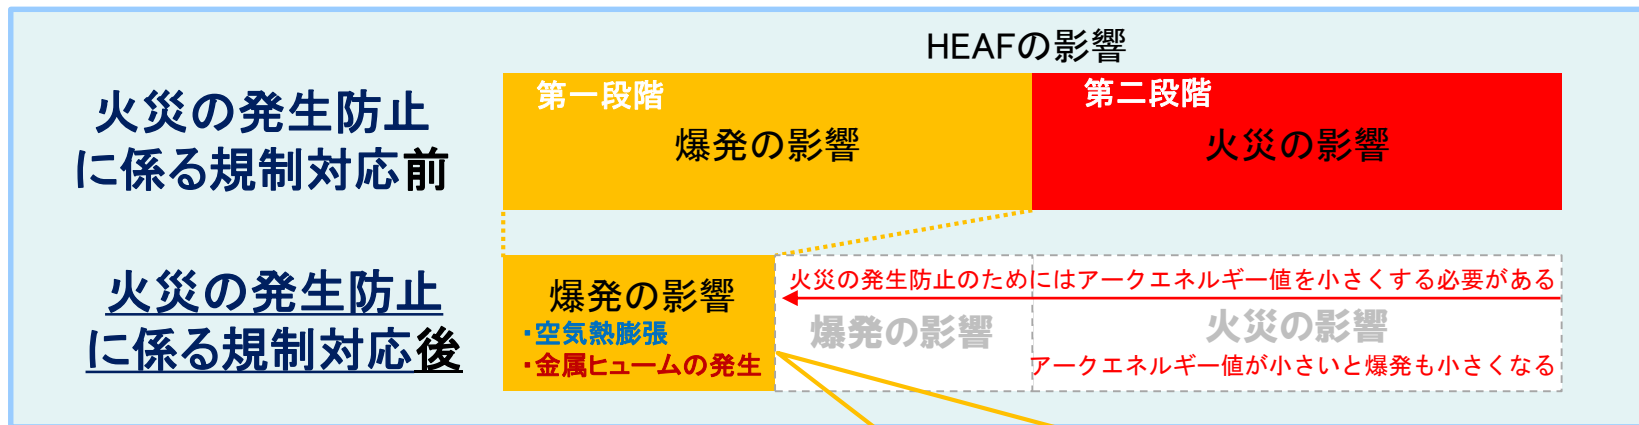 HEAFの影響
火災の発生防止
に係る規制対応前
第一段階
爆発の影響
第二段階
火災の影響
火災の発生防止
に係る規制対応後
爆発の影響
・空気熱膨張
・金属ヒュームの発生
火災の発生防止のためにはアークエネルギー値を小さくする必要がある
爆発の影響
火災の影響
アークエネルギー値が小さいと爆発も小さくなる